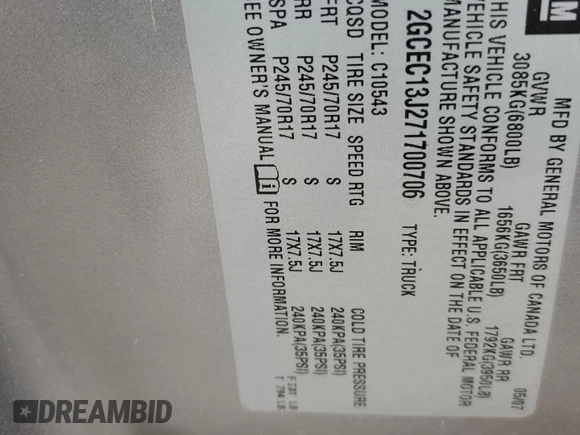 GM
MFD BY GENERAL MOTORS OF CANADA LTD.
05/07
GVWR GAWR FRT GAWR RR
3085KG(6800LB) 1656KG(3650LB) 1792KG(3950LB)
THIS VEHICLE CONFORMS TO ALL APPLICABLE U.S. FEDERAL MOTOR
VEHICLE SAFETY STANDARDS IN EFFECT ON THE DATE OF
MANUFACTURE SHOWN ABOVE.
2GCEC13J271700706 TYPE: TRUCK
MODEL: C10543
CQSD TIRE SIZE SPEED RTG RIM COLD TIRE PRESSURE
FRT P245/70R17 S 17X7.5J 240KPA(35PSI)
RR P245/70R17 S 17X7.5J 240KPA(35PSI)
SPA P245/70R17 S 17X7.5J 240KPA(35PSI)
SEE OWNER'S MANUAL i FOR MORE INFORMATION.
DREAMBID